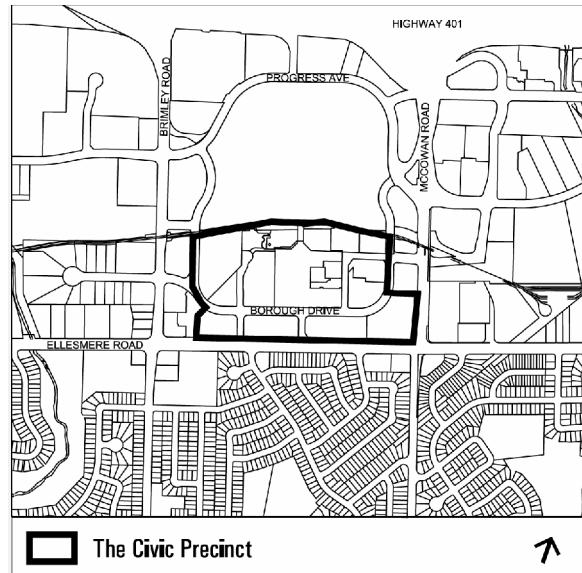 HIGHWAY 401
PROGRESS AVE
BRIMLEY ROAD
MCCOWAN ROAD
BOROUGH DRIVE
ELLESMERE ROAD
The Civic Precinct